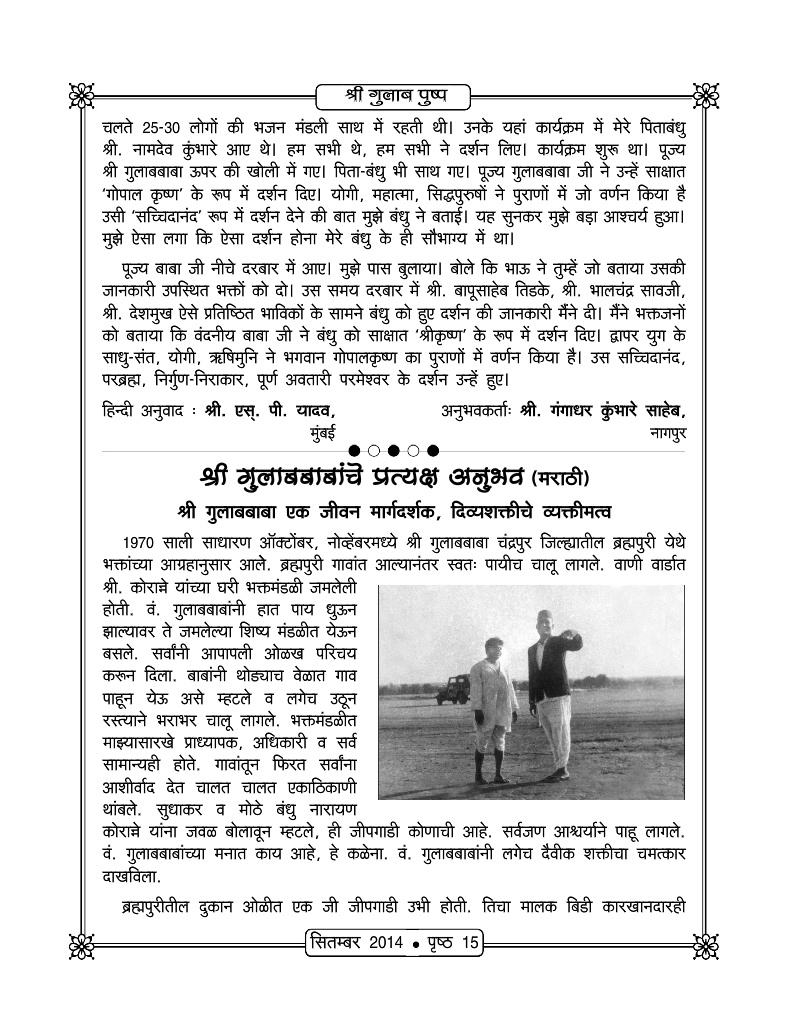 श्री गुलाब पुष्प
चलते 25-30 लोगों की भजन मंडली साथ में रहती थी। उनके यहां कार्यक्रम में मेरे पिताबंधु
श्री. नामदेव कुंभारे आए थे। हम सभी थे, हम सभी ने दर्शन लिए। कार्यक्रम शुरू था। पूज्य
श्री गुलाबबाबा ऊपर की खोली में गए। पिता-बंधु भी साथ गए। पूज्य गुलाबबाबा जी ने उन्हें साक्षात
‘गोपाल कृष्ण’ के रूप में दर्शन दिए। योगी, महात्मा, सिद्धपुरुषों ने पुराणों में जो वर्णन किया है
उसी ‘सच्चिदानंद’ रूप में दर्शन देने की बात मुझे बंधु ने बताई। यह सुनकर मुझे बड़ा आश्चर्य हुआ।
मुझे ऐसा लगा कि ऐसा दर्शन होना मेरे बंधु के ही सौभाग्य में था।
पूज्य बाबा जी नीचे दरबार में आए। मुझे पास बुलाया। बोले कि भाऊ ने तुम्हें जो बताया उसकी
जानकारी उपस्थित भक्तों को दो। उस समय दरबार में श्री. बापूसाहेब तिडके, श्री. भालचंद्र सावजी,
श्री. देशमुख ऐसे प्रतिष्ठित भाविकों के सामने बंधु को हुए दर्शन की जानकारी मैंने दी। मैंने भक्तजनों
को बताया कि वंदनीय बाबा जी ने बंधु को साक्षात ‘श्रीकृष्ण’ के रूप में दर्शन दिए। द्वापर युग के
साधु-संत, योगी, ऋषिमुनि ने भगवान गोपालकृष्ण का पुराणों में वर्णन किया है। उस सच्चिदानंद,
परब्रह्म, निर्गुण-निराकार, पूर्ण अवतारी परमेश्वर के दर्शन उन्हें हुए।
हिन्दी अनुवाद : श्री. एस्. पी. यादव, अनुभवकर्ताः श्री. गंगाधर कुंभारे साहेब,
मुंबई नागपुर
श्री गुलाबबाबांचे प्रत्यक्ष अनुभव (मराठी)
श्री गुलाबबाबा एक जीवन मार्गदर्शक, दिव्यशक्तीचे व्यक्तीमत्व
1970 साली साधारण ऑक्टोंबर, नोव्हेंबरमध्ये श्री गुलाबबाबा चंद्रपुर जिल्ह्यातील ब्रह्मपुरी येथे
भक्तांच्या आग्रहानुसार आले. ब्रह्मपुरी गावांत आल्यानंतर स्वतः पायीच चालू लागले. वाणी वार्डात
श्री. कोरान्ने यांच्या घरी भक्तमंडळी जमलेली
होती. वं. गुलाबबाबांनी हात पाय धुऊन
झाल्यावर ते जमलेल्या शिष्य मंडळीत येऊन
बसले. सर्वांनी आपापली ओळख परिचय
करून दिला. बाबांनी थोड्याच वेळात गाव
पाहून येऊ असे म्हटले व लगेच उठून
रस्त्याने भराभर चालू लागले. भक्तमंडळीत
माझ्यासारखे प्राध्यापक, अधिकारी व सर्व
सामान्यही होते. गावांतून फिरत सर्वांना
आशीर्वाद देत चालत चालत एकाठिकाणी
थांबले. सुधाकर व मोठे बंधु नारायण
कोरान्ने यांना जवळ बोलावून म्हटले, ही जीपगाडी कोणाची आहे. सर्वजण आश्चर्याने पाहू लागले.
वं. गुलाबबाबांच्या मनात काय आहे, हे कळेना. वं. गुलाबबाबांनी लगेच दैवीक शक्तीचा चमत्कार
दाखविला.
ब्रह्मपुरीतील दुकान ओळीत एक जी जीपगाडी उभी होती. तिचा मालक बिडी कारखानदारही
सितम्बर 2014 • पृष्ठ 15